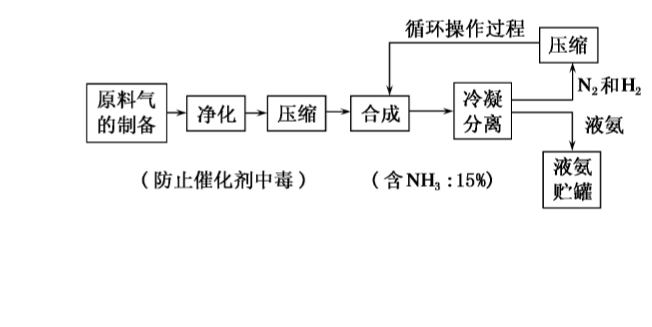 循环操作过程
压缩
N₂和H₂
原料气
的制备
净化
压缩
合成
冷凝
分离
液氨
液氨
贮罐
(防止催化剂中毒)
(含NH₃:15%)